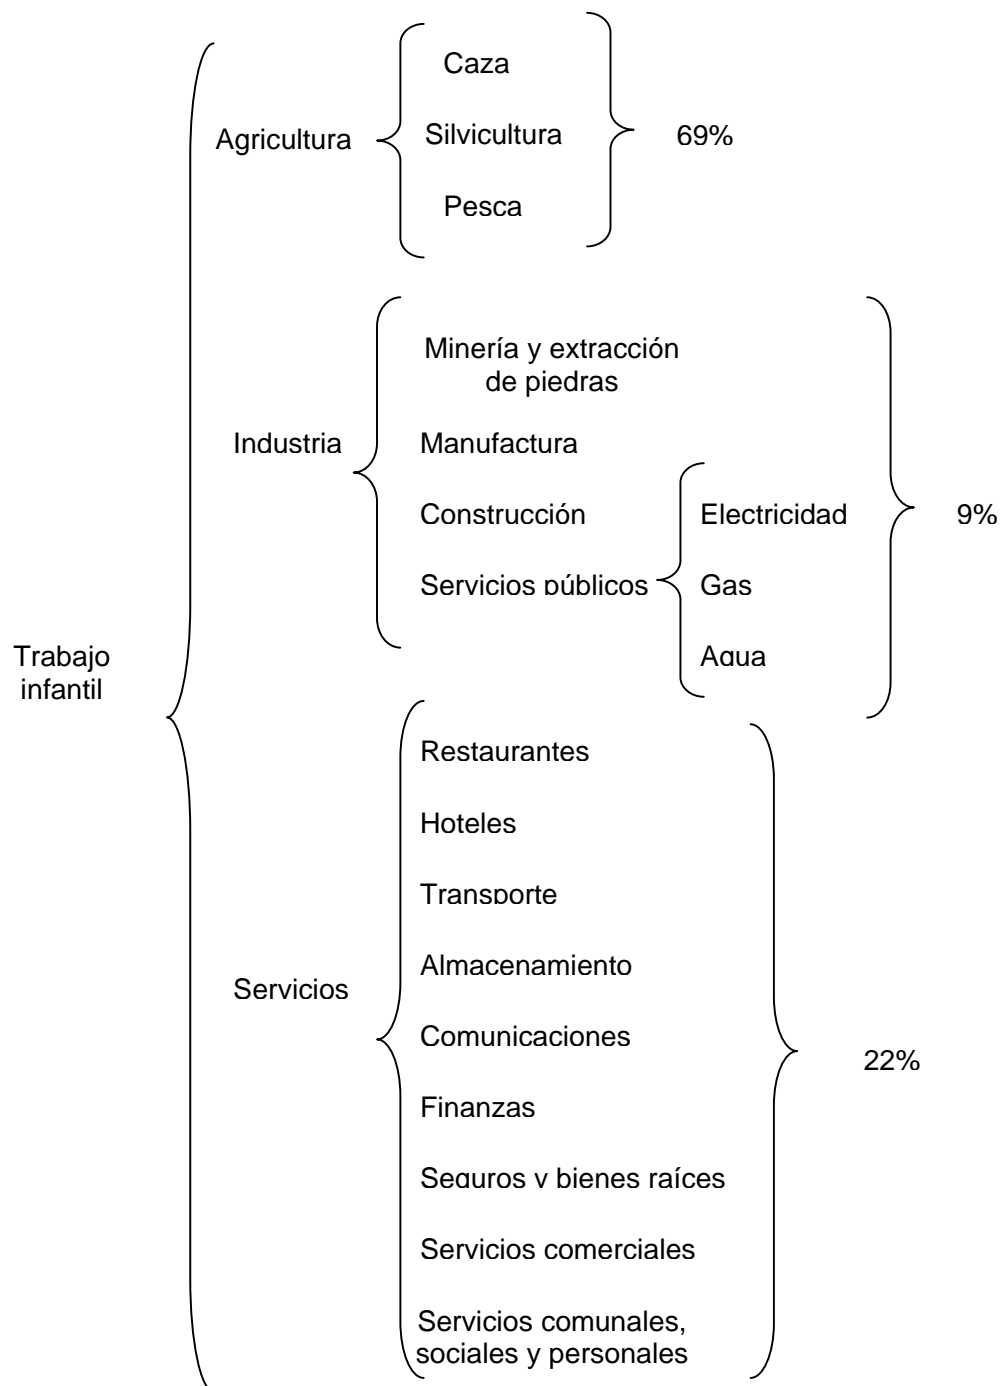 Caza
Agricultura
Silvicultura
69%
Pesca
Minería y extracción
de piedras
Industria
Manufactura
Construcción
Electricidad
9%
Servicios públicos
Gas
Trabajo
infantil
Agua
Restaurantes
Hoteles
Transporte
Almacenamiento
Servicios
Comunicaciones
22%
Finanzas
Seguros y bienes raíces
Servicios comerciales
Servicios comunales,
sociales y personales